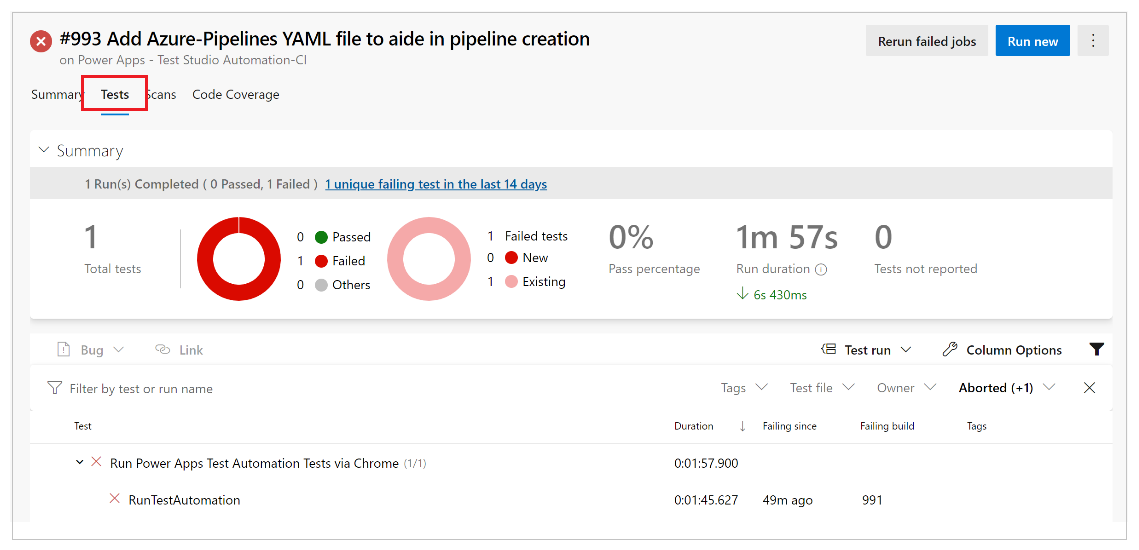 #993 Add Azure-Pipelines YAML file to aide in pipeline creation
on Power Apps - Test Studio Automation-CI
Rerun failed jobs
Run new
Summary Tests Scans Code Coverage
Summary
1 Run(s) Completed ( 0 Passed, 1 Failed ) 1 unique failing test in the last 14 days
1
Total tests
0 Passed
1 Failed
0 Others
1 Failed tests
0 New
1 Existing
0%
Pass percentage
1m 57s
Run duration
6s 430ms
0
Tests not reported
Bug Link Test run Column Options
Filter by test or run name Tags Test file Owner Aborted (+1)
Test Duration Failing since Failing build Tags
Run Power Apps Test Automation Tests via Chrome (1/1) 0:01:57.900
RunTestAutomation 0:01:45.627 49m ago 991